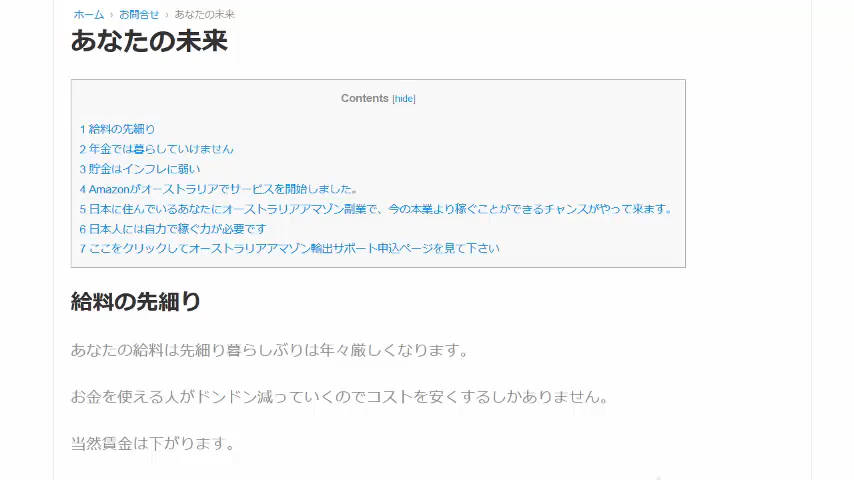 ホーム › お問合せ › あなたの未来
あなたの未来
Contents [hide]
1 給料の先細り
2 年金では暮らしていけません
3 貯金はインフレに弱い
4 Amazonがオーストラリアでサービスを開始しました。
5 日本に住んでいるあなたにオーストラリアアマゾン副業で、今の本業より稼ぐことができるチャンスがやって来ます。
6 日本人には自力で稼ぐ力が必要です
7 ここをクリックしてオーストラリアアマゾン輸出サポート申込ページを見て下さい
給料の先細り
あなたの給料は先細り暮らしぶりは年々厳しくなります。
お金を使える人がドンドン減っていくのでコストを安くするしかありません。
当然賃金は下がります。